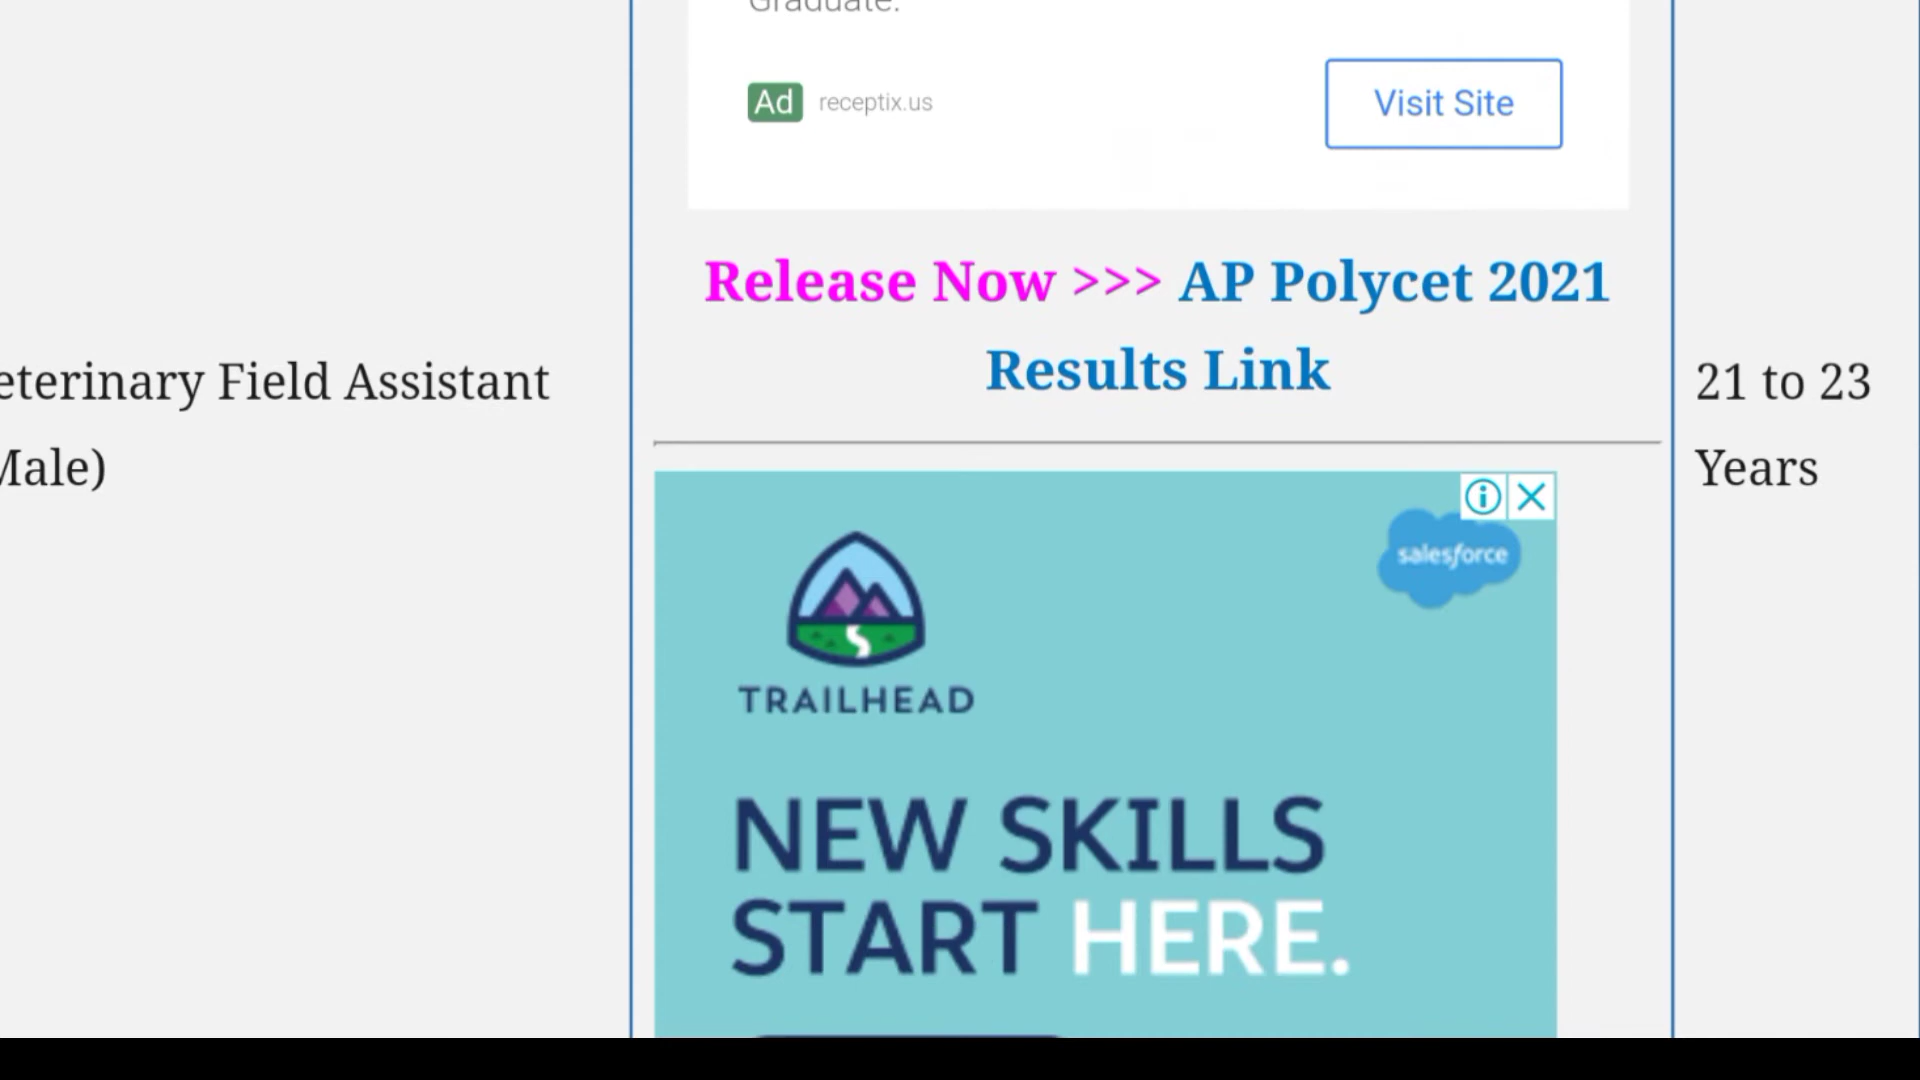 Graduate.
Ad receptix.us
Visit Site
Release Now >>> AP Polycet 2021
Results Link
eterinary Field Assistant
Male)
21 to 23
Years
salesforce
TRAILHEAD
NEW SKILLS
START HERE.